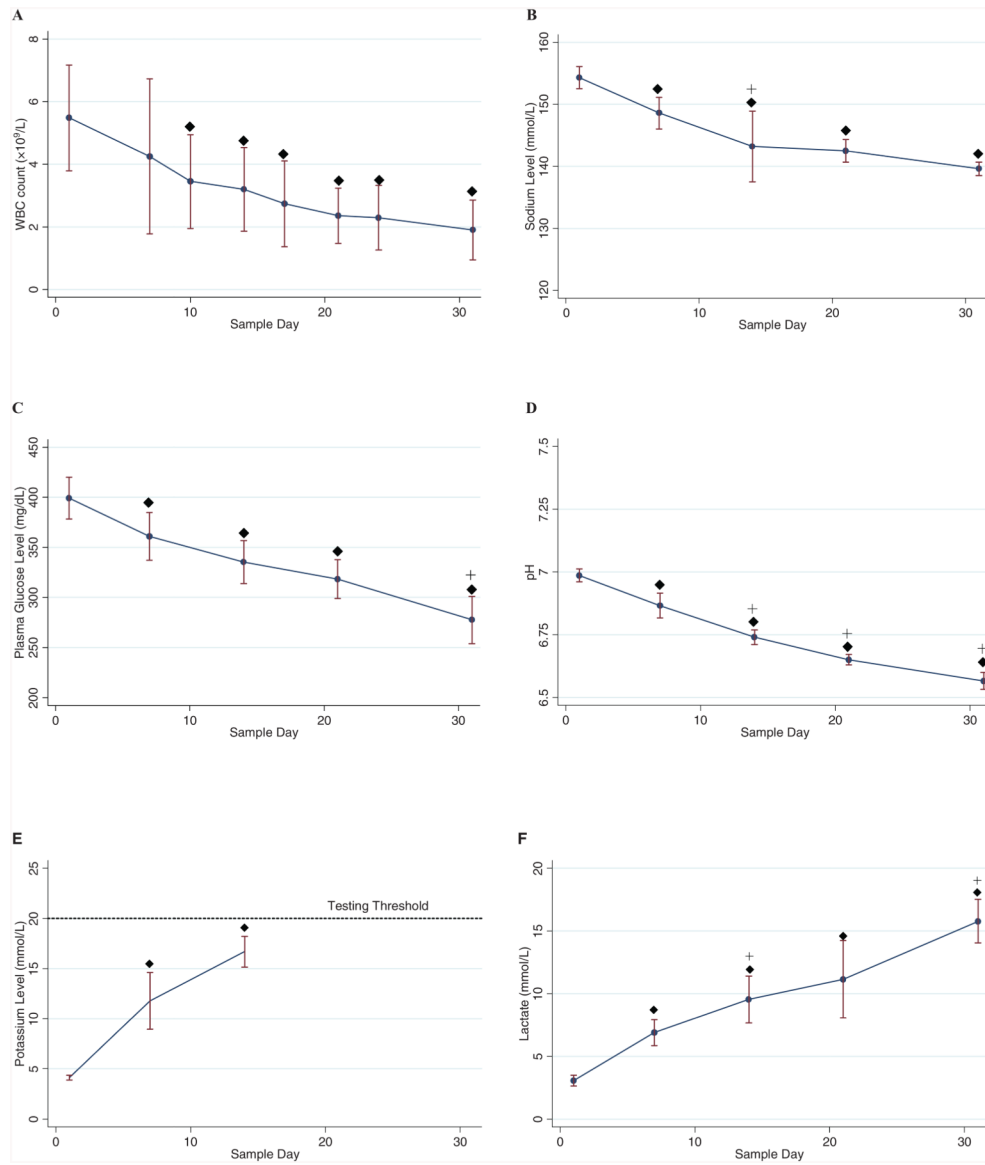 A
WBC count (×10⁹/L)
8
6
4
2
0
0 10 20 30
Sample Day
B
Sodium Level (mmol/L)
160
150
140
130
120
0 10 20 30
Sample Day
C
Plasma Glucose Level (mg/dL)
450
400
350
300
250
200
0 10 20 30
Sample Day
D
pH
7.5
7.25
7
6.75
6.5
0 10 20 30
Sample Day
E
Potassium Level (mmol/L)
25
20
15
10
5
0
Testing Threshold
0 10 20 30
Sample Day
F
Lactate (mmol/L)
20
15
10
5
0
0 10 20 30
Sample Day